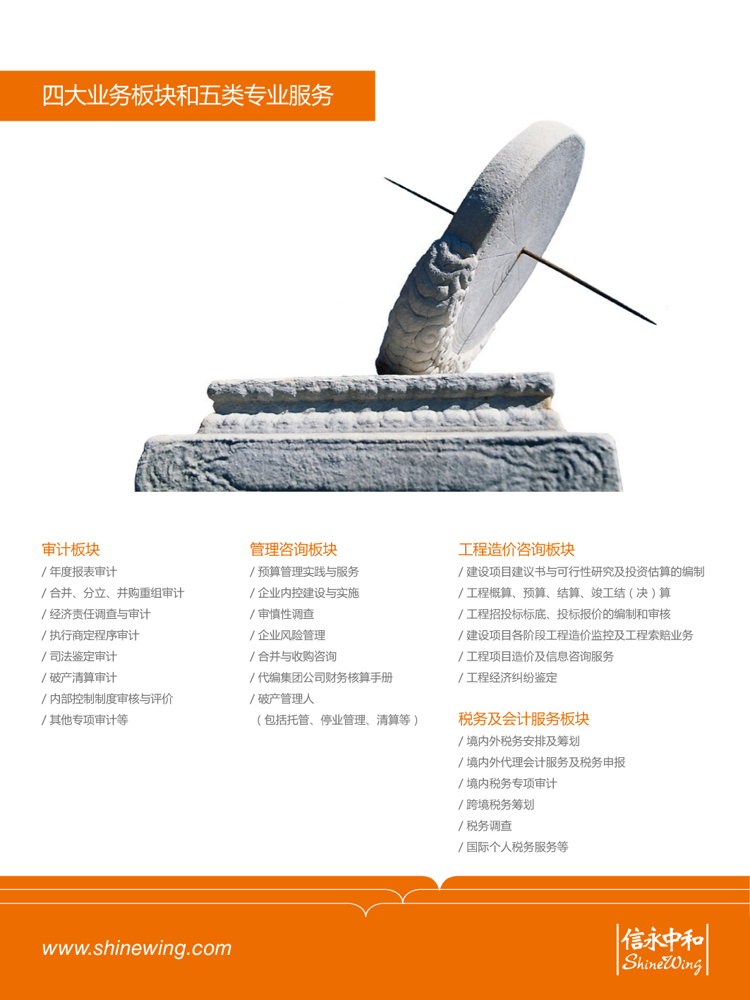 四大业务板块和五类专业服务
审计板块
/ 年度报表审计
/ 合并、分立、并购重组审计
/ 经济责任调查与审计
/ 执行商定程序审计
/ 司法鉴定审计
/ 破产清算审计
/ 内部控制制度审核与评价
/ 其他专项审计等
管理咨询板块
/ 预算管理实践与服务
/ 企业内控建设与实施
/ 审慎性调查
/ 企业风险管理
/ 合并与收购咨询
/ 代编集团公司财务核算手册
/ 破产管理人
（包括托管、停业管理、清算等）
工程造价咨询板块
/ 建设项目建议书与可行性研究及投资估算的编制
/ 工程概算、预算、结算、竣工结（决）算
/ 工程招投标标底、投标报价的编制和审核
/ 建设项目各阶段工程造价监控及工程索赔业务
/ 工程项目造价及信息咨询服务
/ 工程经济纠纷鉴定
税务及会计服务板块
/ 境内外税务安排及筹划
/ 境内外代理会计服务及税务申报
/ 境内税务专项审计
/ 跨境税务筹划
/ 税务调查
/ 国际个人税务服务等
www.shinewing.com
信永中和
ShineWing